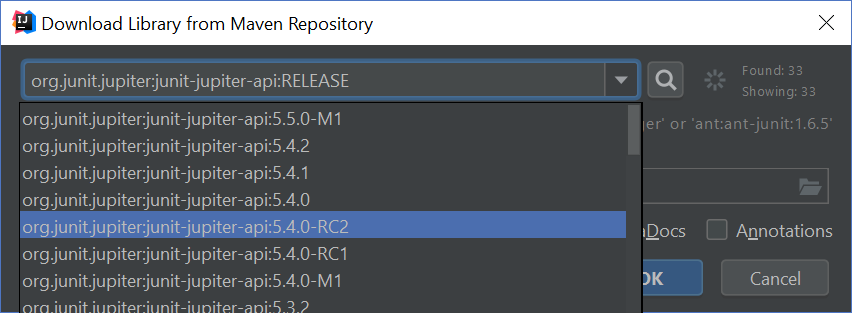 IJ
Download Library from Maven Repository
org.junit.jupiter:junit-jupiter-api:RELEASE
Found: 33
Showing: 33
org.junit.jupiter:junit-jupiter-api:5.5.0-M1
ger' or 'ant:ant-junit:1.6.5'
org.junit.jupiter:junit-jupiter-api:5.4.2
org.junit.jupiter:junit-jupiter-api:5.4.1
org.junit.jupiter:junit-jupiter-api:5.4.0
org.junit.jupiter:junit-jupiter-api:5.4.0-RC2
Docs
Annotations
org.junit.jupiter:junit-jupiter-api:5.4.0-RC1
org.junit.jupiter:junit-jupiter-api:5.4.0-M1
OK
Cancel
org.junit.jupiter:junit-jupiter-api:5.3.2